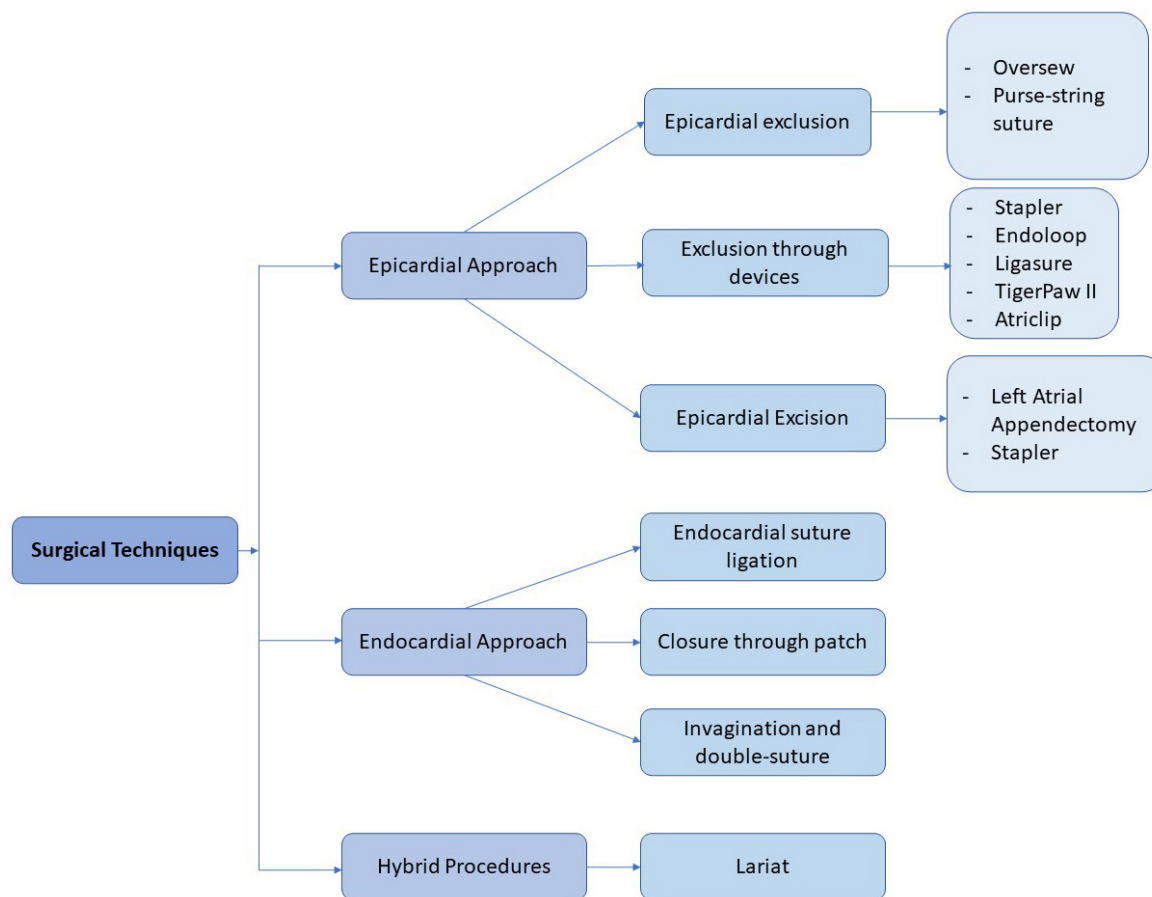 - Oversew
- Purse-string
suture
Epicardial exclusion
- Stapler
- Endoloop
- Ligasure
- TigerPaw II
- Atriclip
Epicardial Approach
Exclusion through
devices
- Left Atrial
Appendectomy
- Stapler
Epicardial Excision
Surgical Techniques
Endocardial suture
ligation
Endocardial Approach
Closure through patch
Invagination and
double-suture
Hybrid Procedures
Lariat